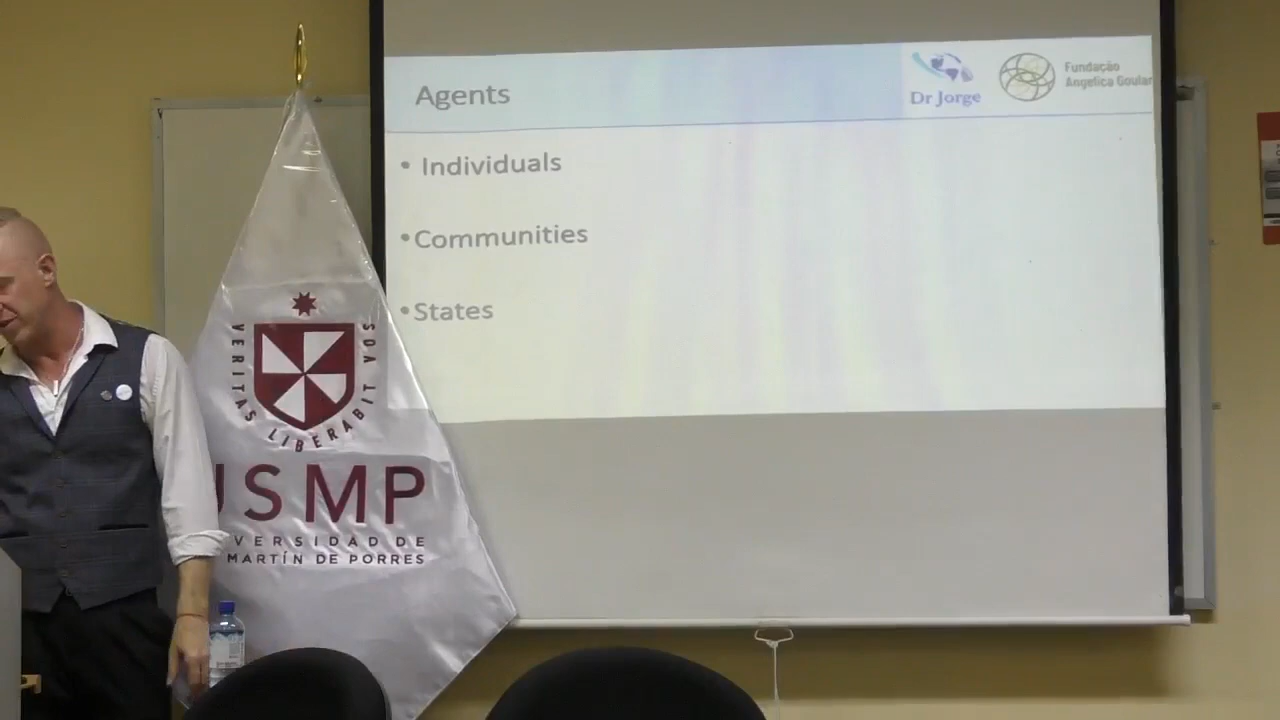 Agents
Dr Jorge
Fundação
Angelica Goular
• Individuals
• Communities
• States
VERITAS LIBERABIT VOS
USMP
VERSIDAD DE
MARTÍN DE PORRES